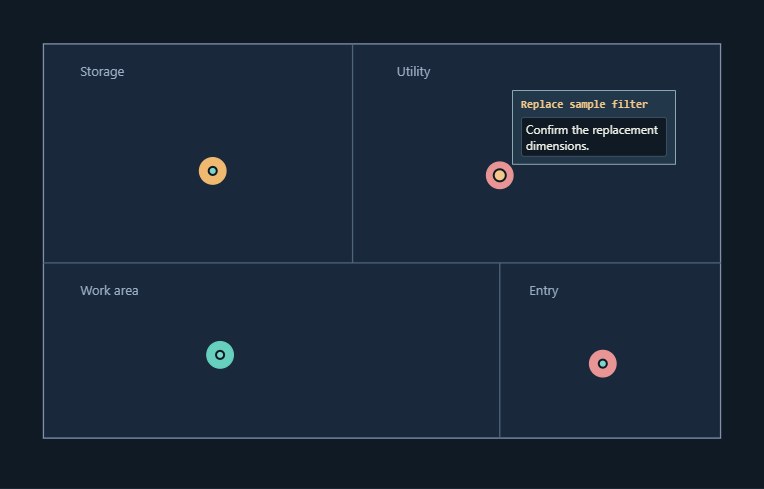 Storage
Utility
Replace sample filter
Confirm the replacement
dimensions.
Work area
Entry